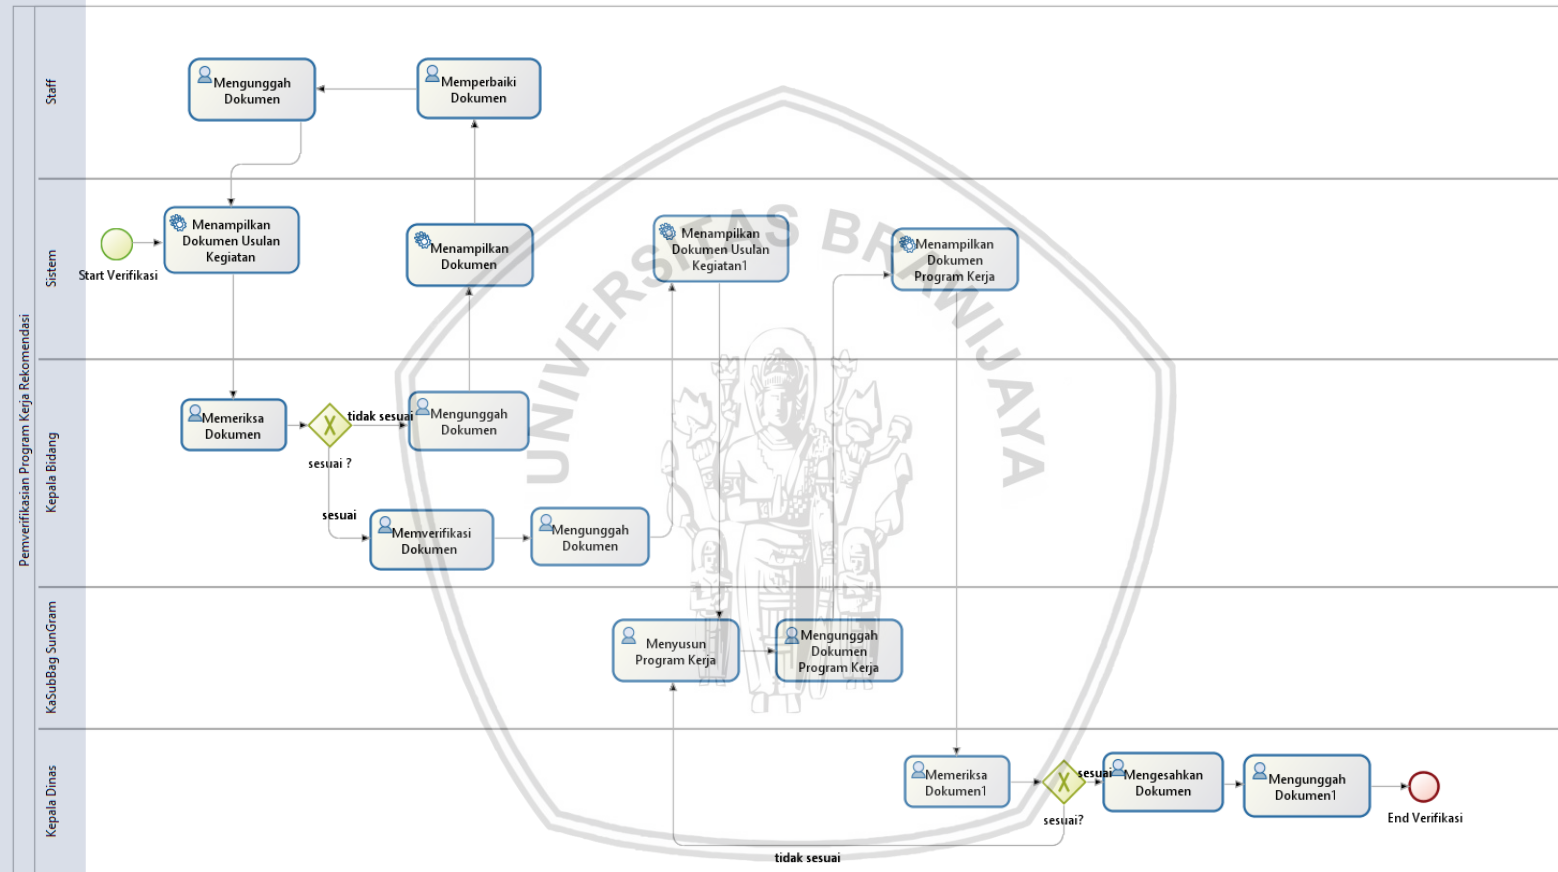 Pemverifikasian Program Kerja Rekomendasi
Staff
Mengunggah
Dokumen
Memperbaiki
Dokumen
Sistem
Start Verifikasi
Menampilkan
Dokumen Usulan
Kegiatan
Menampilkan
Dokumen
Menampilkan
Dokumen Usulan
Kegiatan1
Menampilkan
Dokumen
Program Kerja
UNIVERSITAS BRAWIJAYA
Kepala Bidang
Memeriksa
Dokumen
sesuai ?
tidak sesuai
Mengunggah
Dokumen
sesuai
Memverifikasi
Dokumen
Mengunggah
Dokumen
KaSubBag SunGram
Menyusun
Program Kerja
Mengunggah
Dokumen
Program Kerja
Kepala Dinas
Memeriksa
Dokumen1
sesuai?
sesuai
Mengesahkan
Dokumen
Mengunggah
Dokumen1
End Verifikasi
tidak sesuai